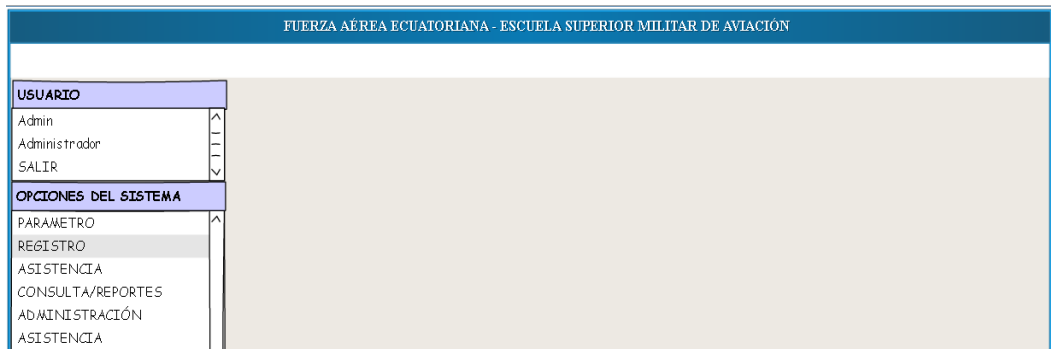 FUERZA AÉREA ECUATORIANA - ESCUELA SUPERIOR MILITAR DE AVIACIÓN
USUARIO
Admin
Administrador
SALIR
OPCIONES DEL SISTEMA
PARAMETRO
REGISTRO
ASISTENCIA
CONSULTA/REPORTES
ADMINISTRACIÓN
ASISTENCIA